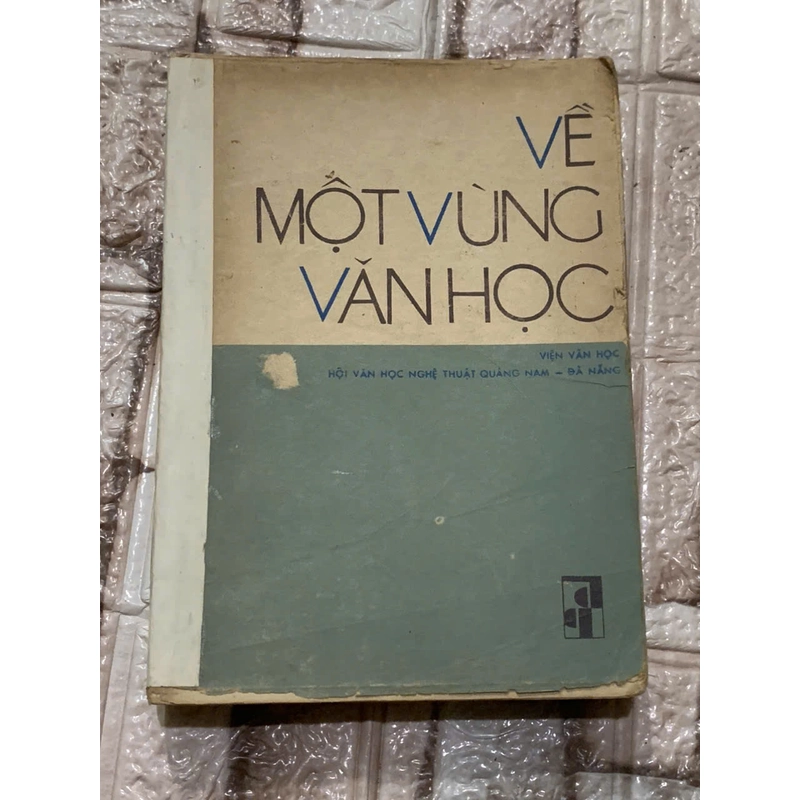 VỀ
MỘT VÙNG
VĂN HỌC
VIỆN VĂN HỌC
HỘI VĂN HỌC NGHỆ THUẬT QUẢNG NAM – ĐÀ NẴNG